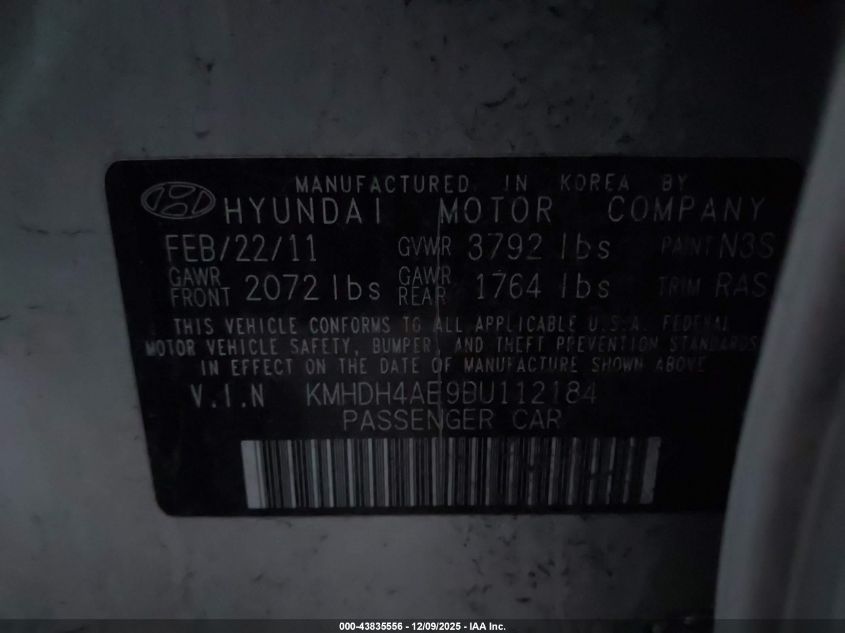 MANUFACTURED IN KOREA BY
HYUNDAI MOTOR COMPANY
FEB/22/11 GVWR 3792 lbs PAINT N3S
GAWR FRONT 2072 lbs GAWR REAR 1764 lbs TRIM RAS
THIS VEHICLE CONFORMS TO ALL APPLICABLE U.S.A. FEDERAL
MOTOR VEHICLE SAFETY, BUMPER, AND THEFT PREVENTION STANDARDS
IN EFFECT ON THE DATE OF MANUFACTURE SHOWN ABOVE
V.I.N KMHDH4AE9BU112184
PASSENGER CAR
000-43835556 - 12/09/2025 - IAA Inc.